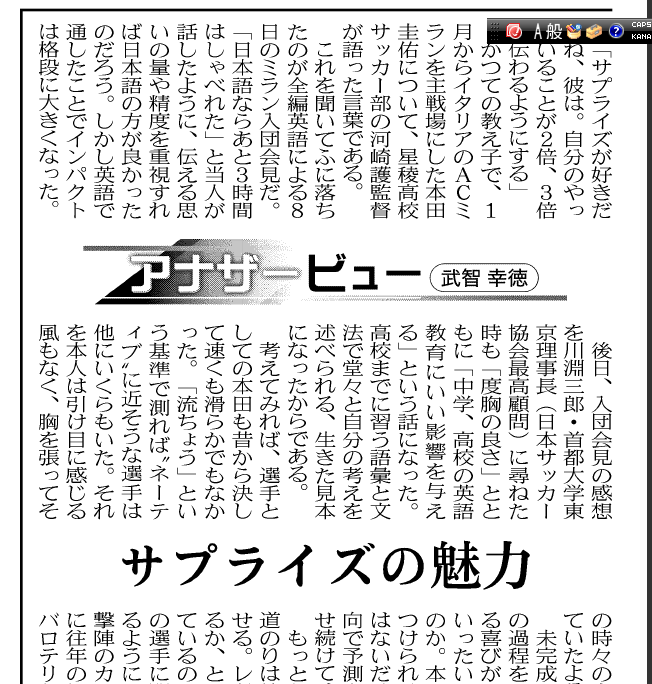 A 般 CAPS KANA
「サプライズが好きだ
ね、彼は。自分のやっ
いることが2倍、3倍
伝わるようにする」
かつての教え子で、1
月からイタリアのACミ
ランを主戦場にした本田
圭佑について、星稜高校
サッカー部の河崎護監督
が語った言葉である。
これを聞いてふに落ち
たのが全編英語による8
日のミラン入団会見だ。
「日本語ならあと3時間
はしゃべれた」と当人が
話したように、伝える思
いの量や精度を重視すれ
ば日本語の方が良かった
のだろう。しかし英語で
通したことでインパクト
は格段に大きくなった。
アナザービュー
武智 幸徳
後日、入団会見の感想
を川淵三郎・首都大学東
京理事長（日本サッカー
協会最高顧問）に尋ねた
時も「度胸の良さ」とと
もに「中学、高校の英語
教育にいい影響を与え
る」という話になった。
高校までに習う語彙と文
法で堂々と自分の考えを
述べられる、生きた見本
になったからである。
考えてみれば、選手と
しての本田も昔から決し
て速くも滑らかでもなか
った。「流ちょう」とい
う基準で測れば〝ネーテ
ィブ〟に近そうな選手は
他にいくらもいた。それ
を本人は引け目に感じる
風もなく、胸を張ってそ
サプライズの魅力
の時々の
ていたよ
未完成
の過程を
る喜びが
いったい
のか。本
つけられ
はないだ
向で予測
せ続けて
もっと
道のりは
せる。レ
るか、と
ているの
の選手に
るように
撃陣のカ
に往年の
バロテリ